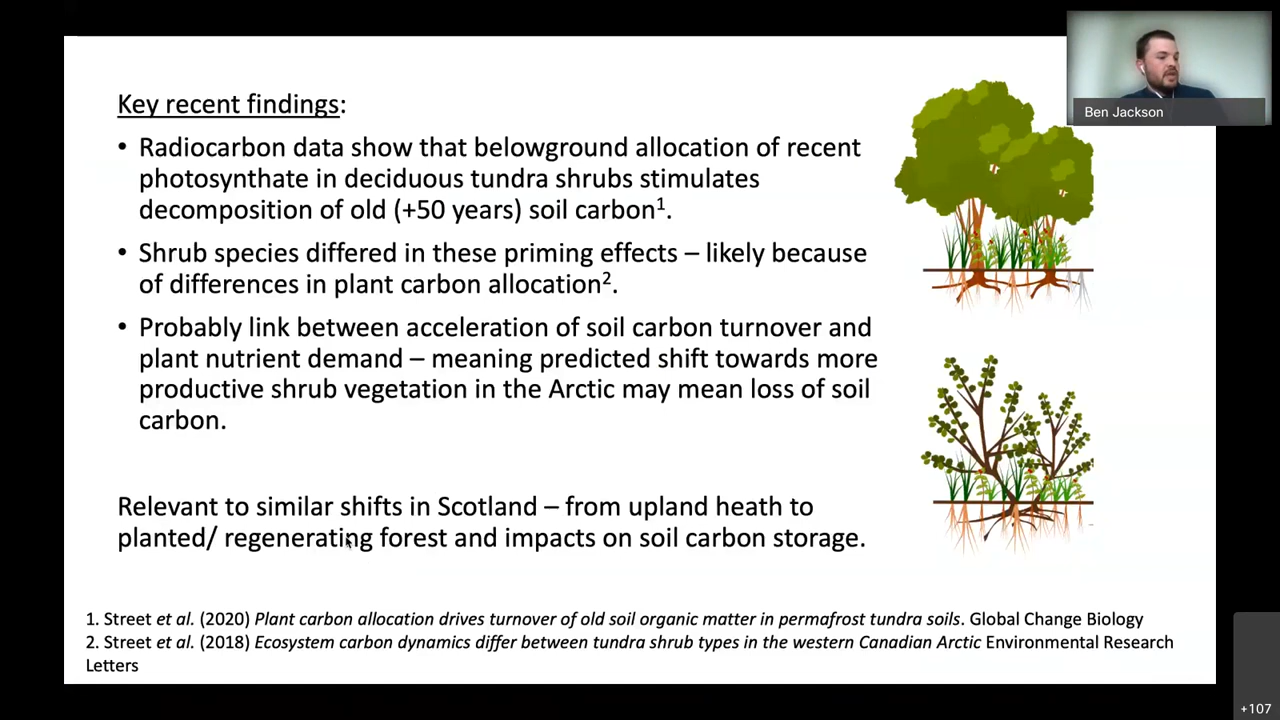 Key recent findings:
• Radiocarbon data show that belowground allocation of recent
photosynthate in deciduous tundra shrubs stimulates
decomposition of old (+50 years) soil carbon¹.
• Shrub species differed in these priming effects – likely because
of differences in plant carbon allocation².
• Probably link between acceleration of soil carbon turnover and
plant nutrient demand – meaning predicted shift towards more
productive shrub vegetation in the Arctic may mean loss of soil
carbon.
Relevant to similar shifts in Scotland – from upland heath to
planted/ regenerating forest and impacts on soil carbon storage.
1. Street et al. (2020) Plant carbon allocation drives turnover of old soil organic matter in permafrost tundra soils. Global Change Biology
2. Street et al. (2018) Ecosystem carbon dynamics differ between tundra shrub types in the western Canadian Arctic Environmental Research
Letters
Ben Jackson
+107